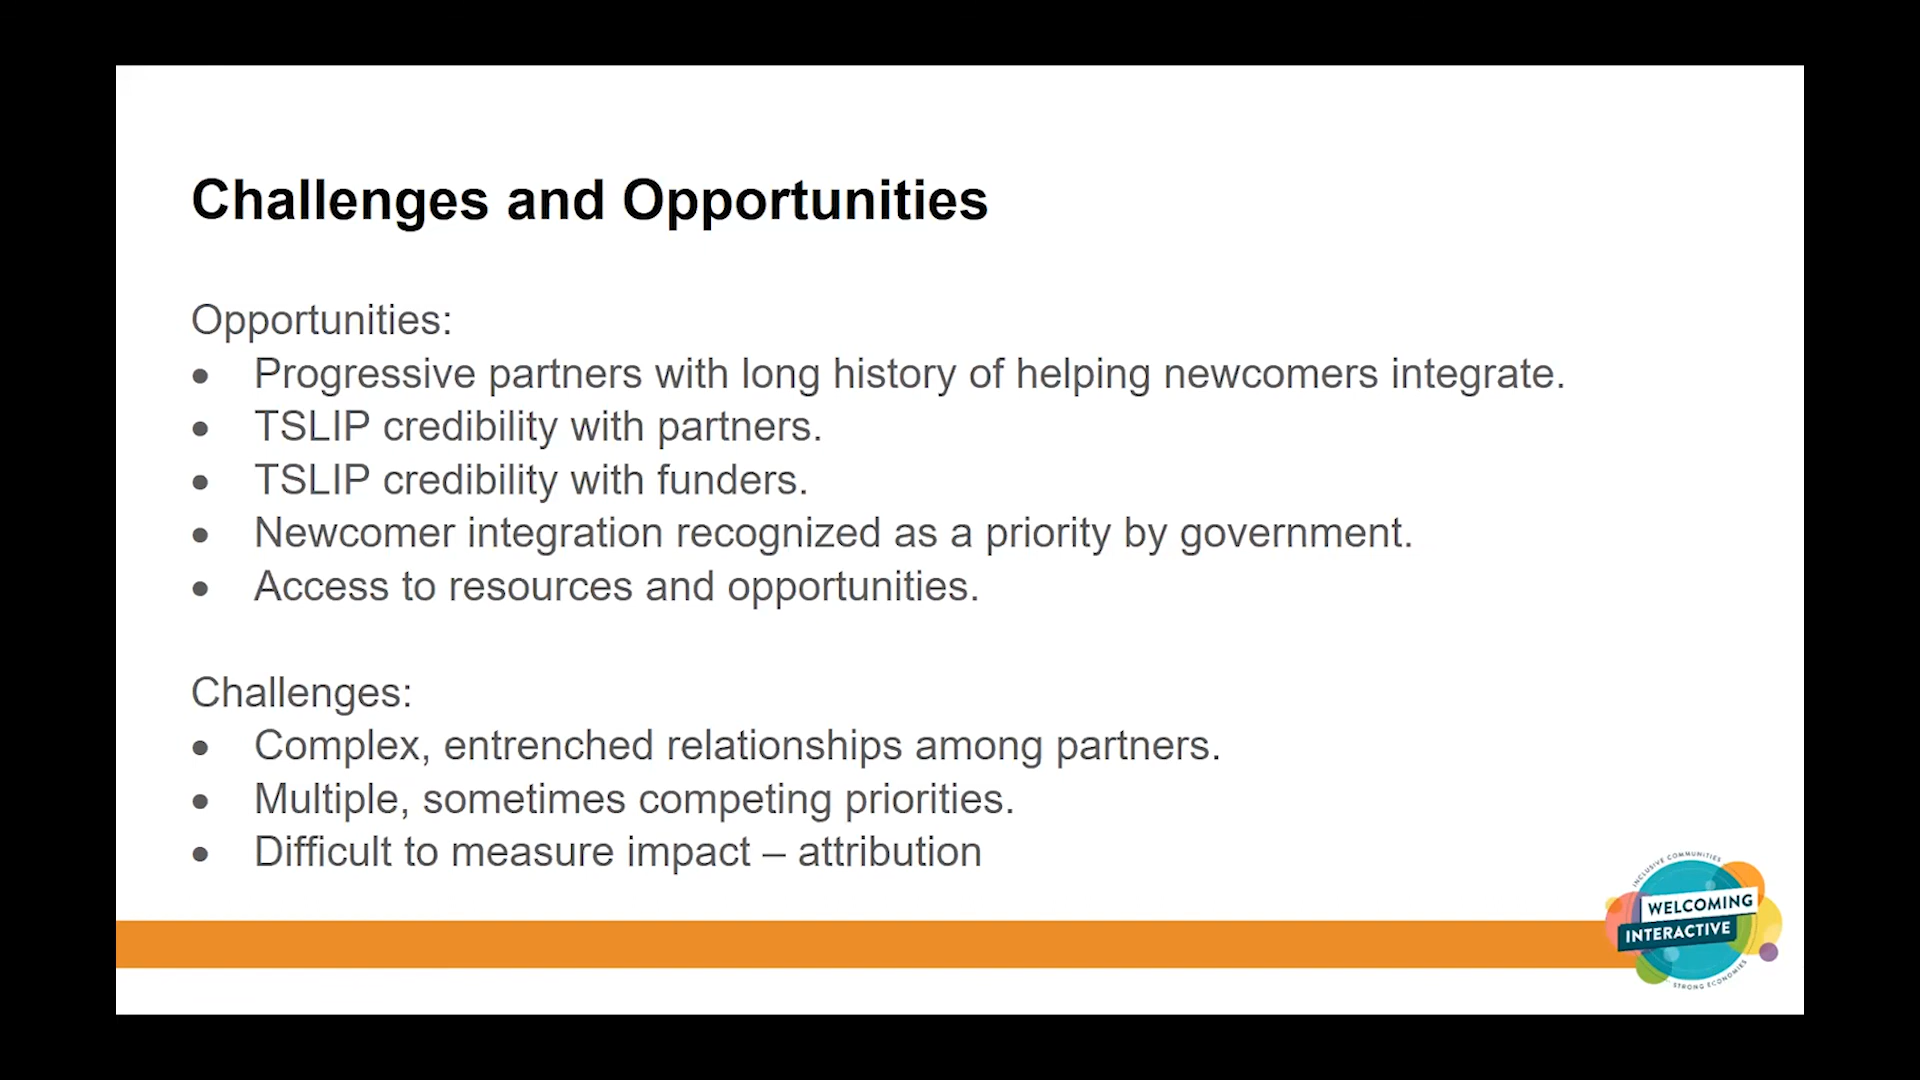 Challenges and Opportunities
Opportunities:
• Progressive partners with long history of helping newcomers integrate.
• TSLIP credibility with partners.
• TSLIP credibility with funders.
• Newcomer integration recognized as a priority by government.
• Access to resources and opportunities.
Challenges:
• Complex, entrenched relationships among partners.
• Multiple, sometimes competing priorities.
• Difficult to measure impact – attribution
INCLUSIVE COMMUNITIES
WELCOMING
INTERACTIVE
STRONG ECONOMIES